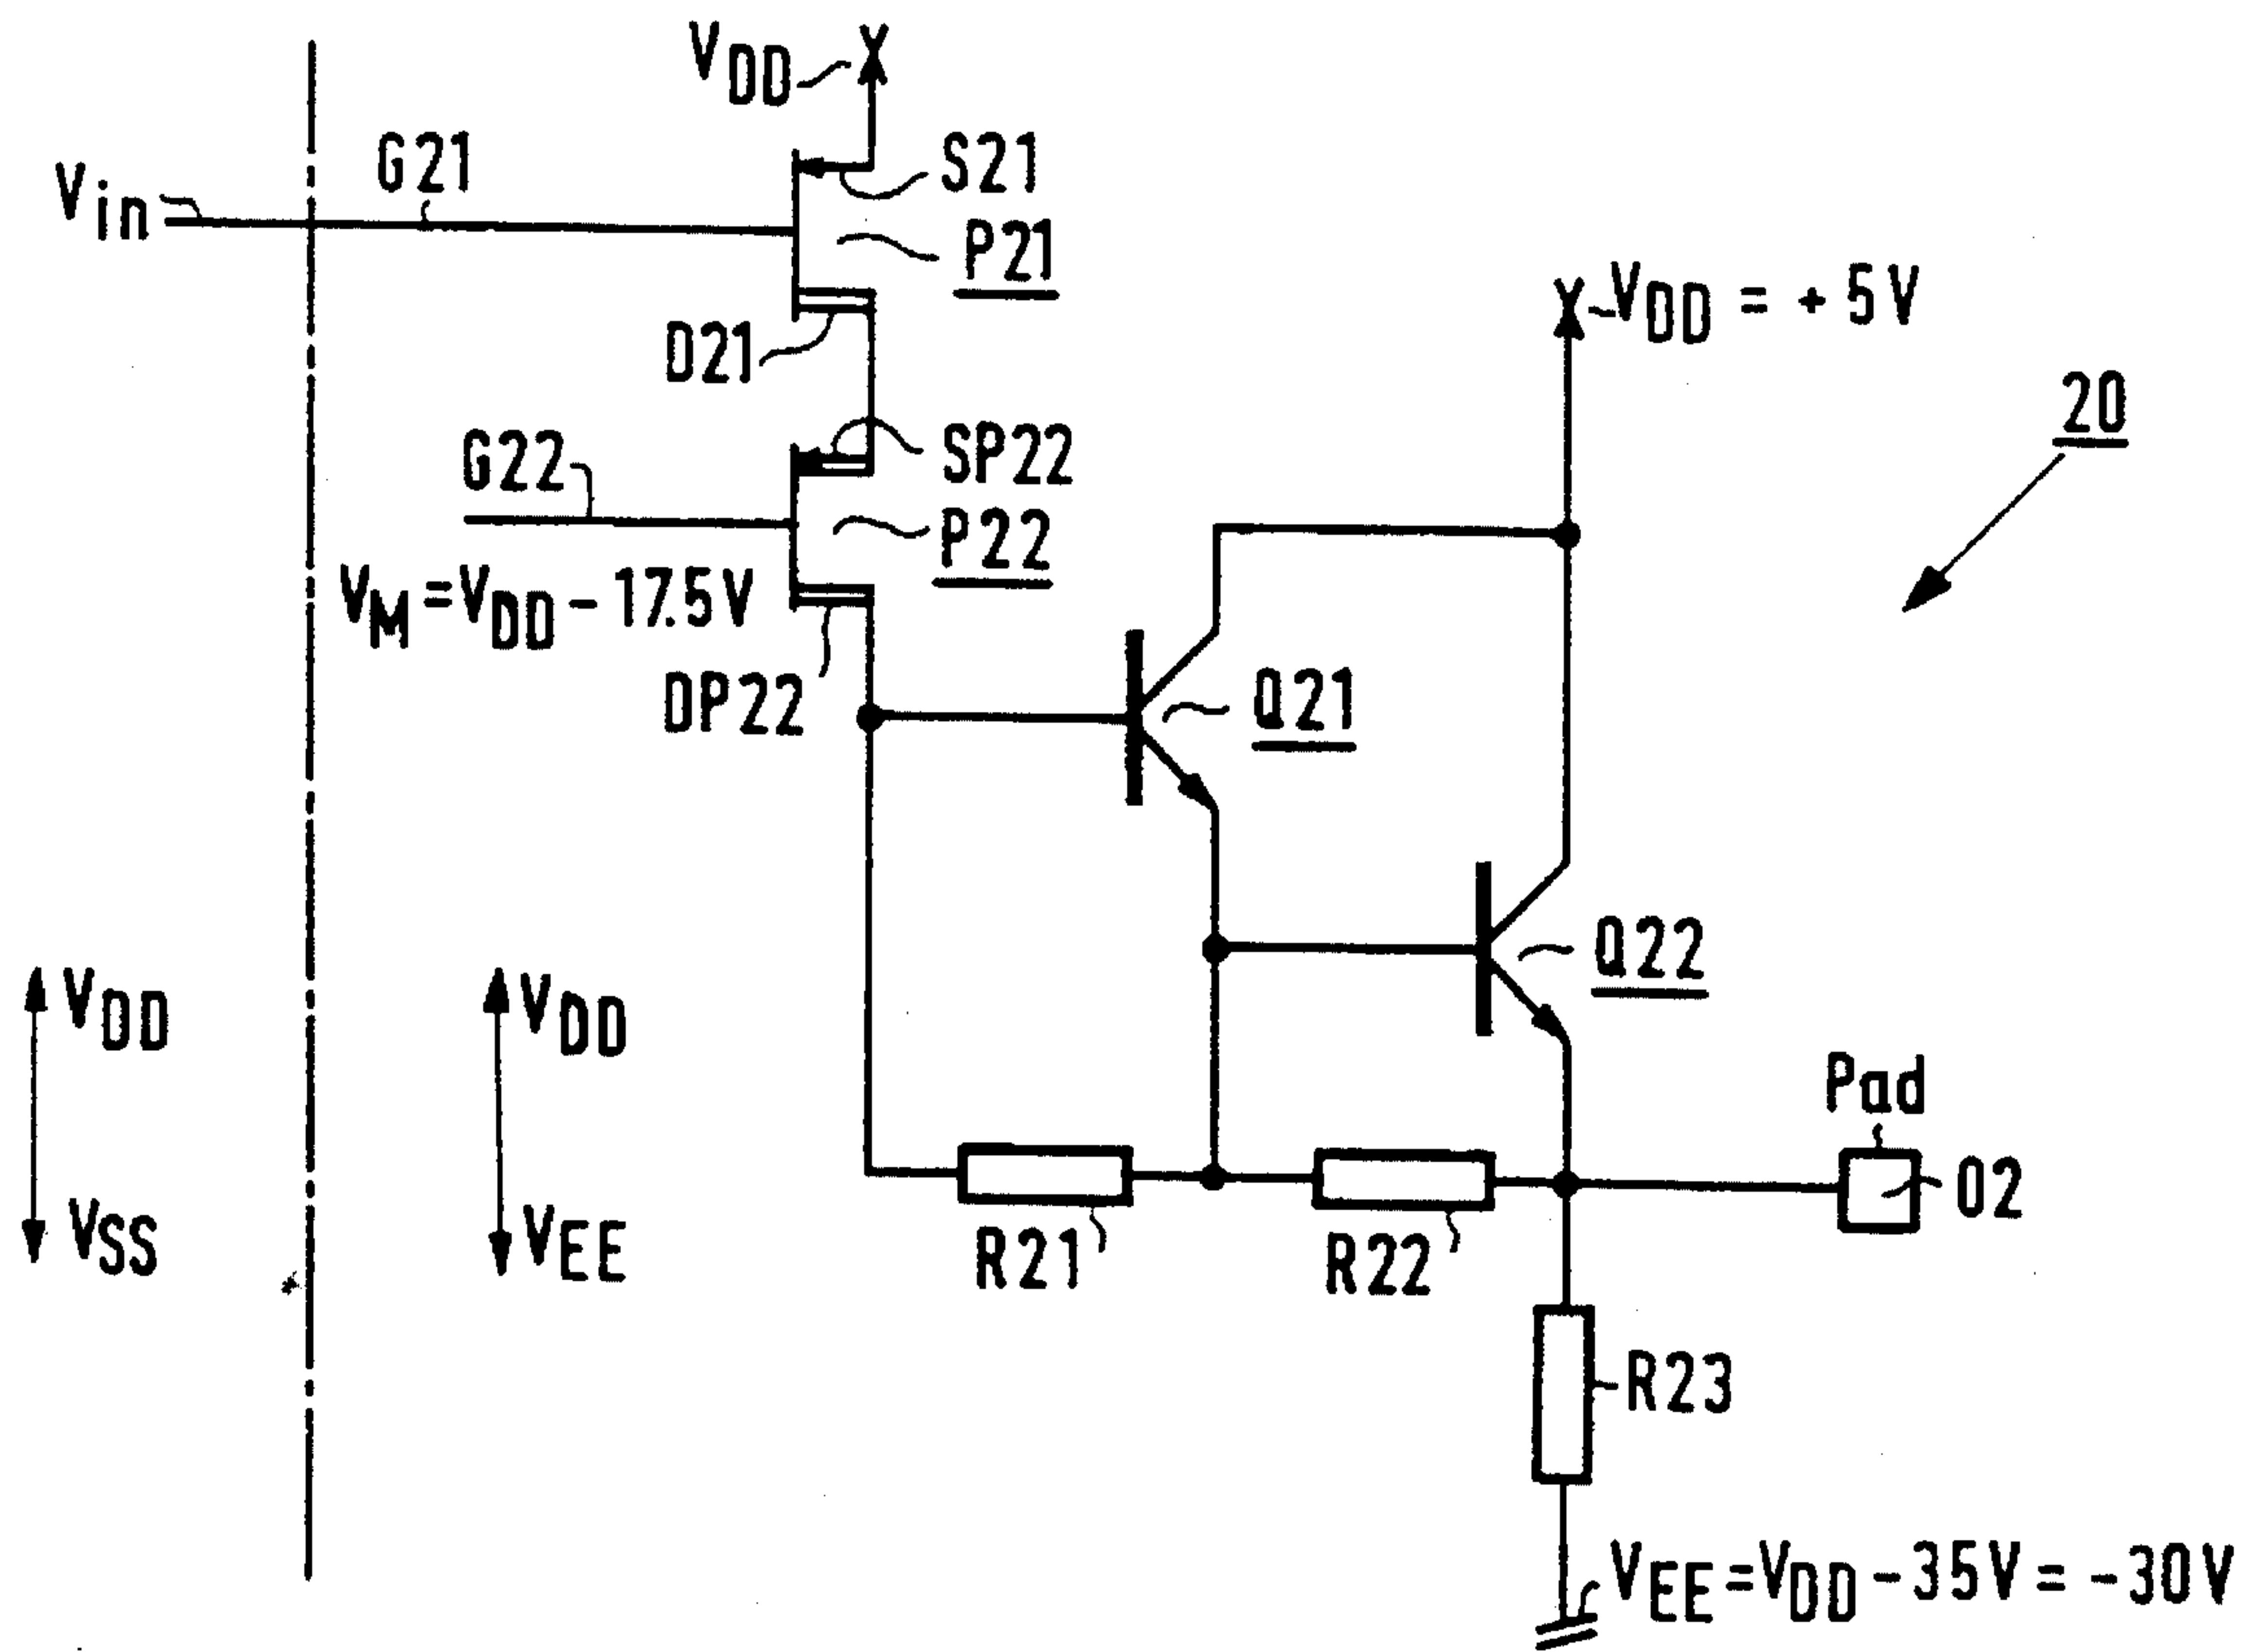 VDD
G21
S21
Vin
P21
VDD = +5V
D21
20
G22
SP22
P22
VM=VDD-17.5V
DP22
Q21
Q22
VDD
VDD
Pad
O2
VSS
VEE
R21
R22
R23
VEE=VDD-35V=-30V